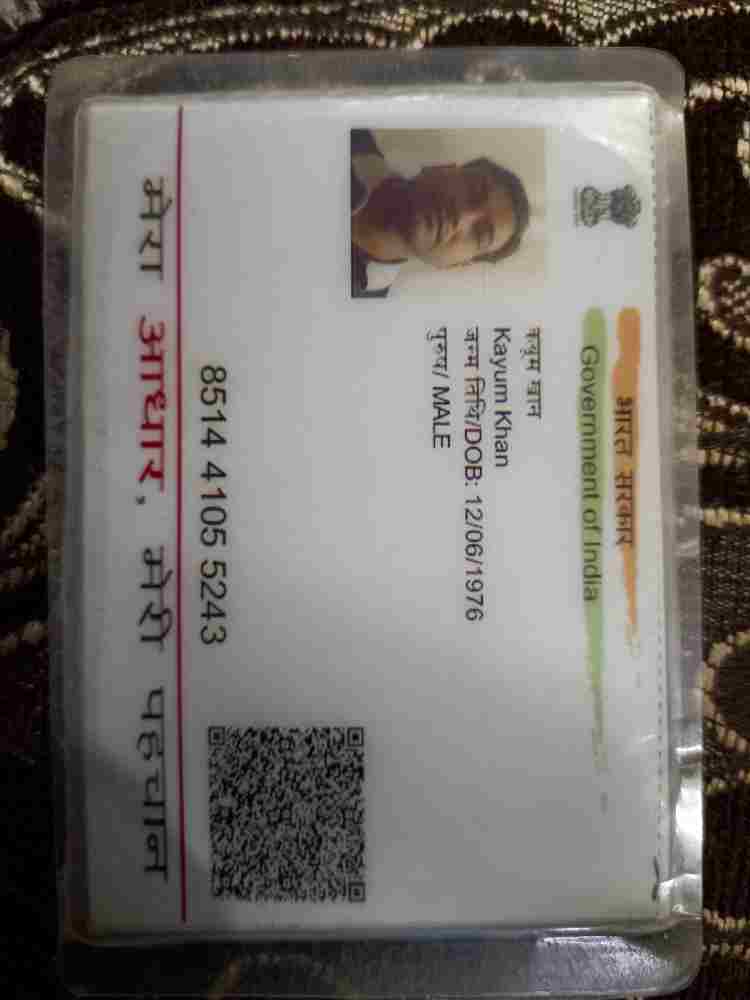 भारत सरकार
Government of India
कयूम खान
Kayum Khan
जन्म तिथि/DOB: 12/06/1976
पुरुष/ MALE
8514 4105 5243
मेरा आधार, मेरी पहचान